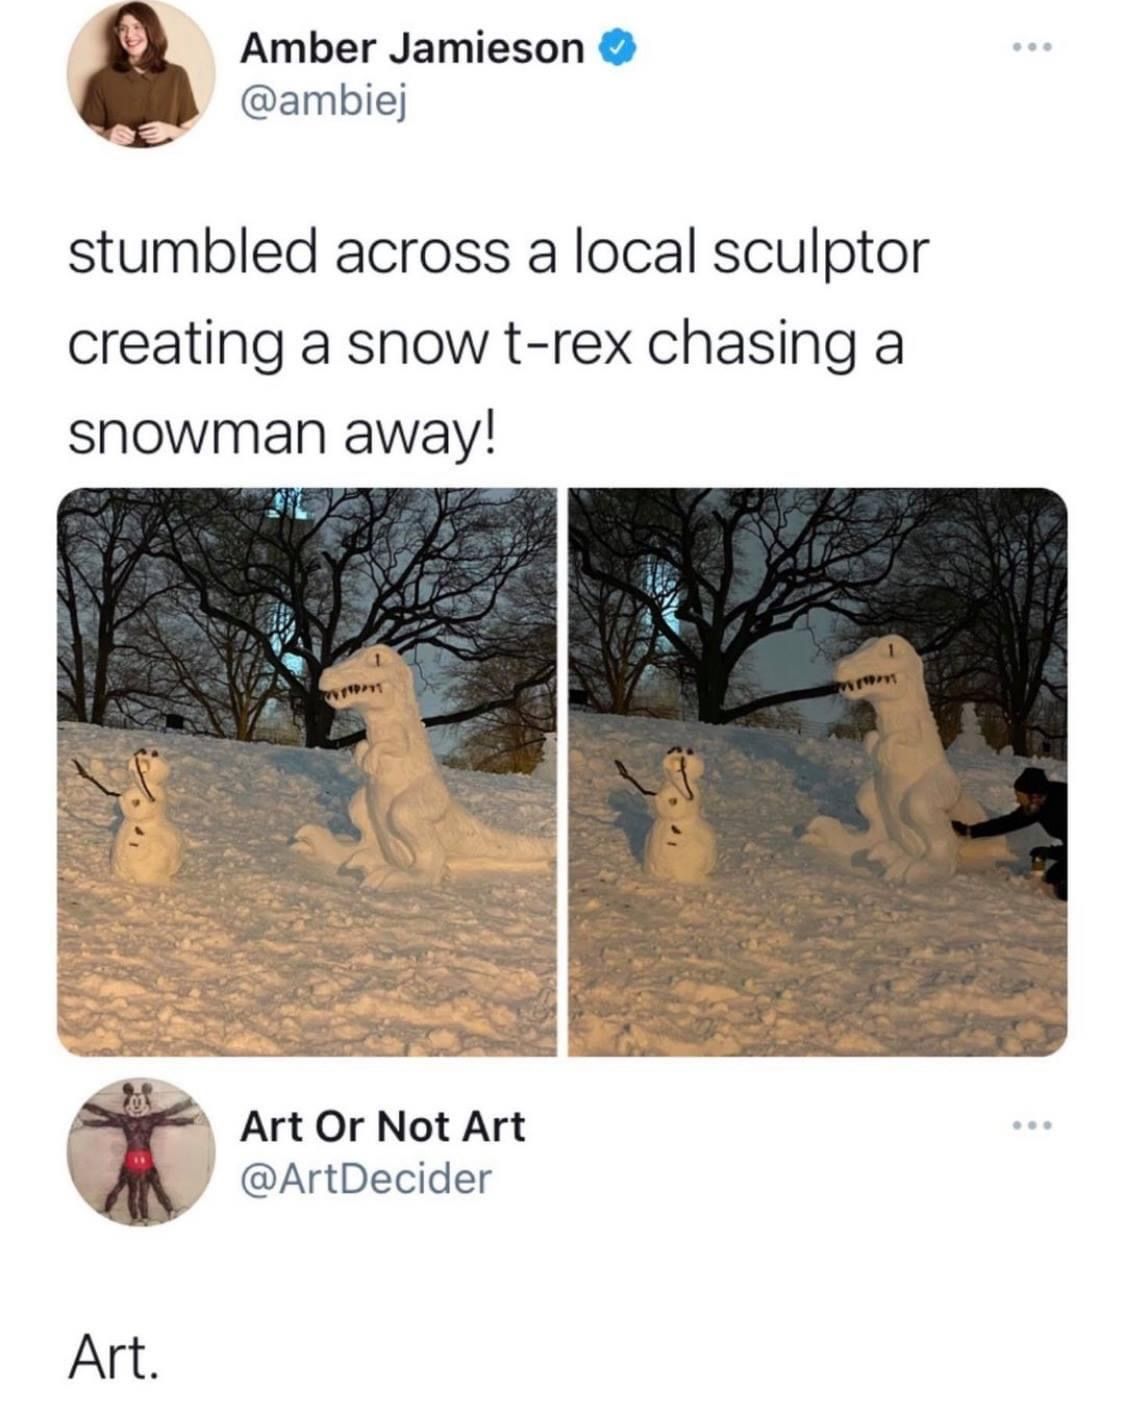 Amber Jamieson
@ambiej
stumbled across a local sculptor
creating a snow t-rex chasing a
snowman away!
Art Or Not Art
@ArtDecider
Art.